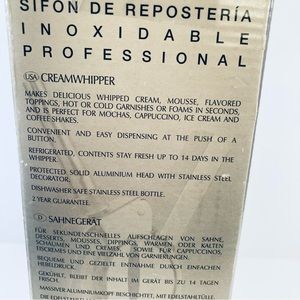 SIFÓN DE REPOSTERÍA
INOXIDABLE
PROFESSIONAL
USA CREAMWHIPPER
MAKES DELICIOUS WHIPPED CREAM, MOUSSE, FLAVORED
TOPPINGS, HOT OR COLD GARNISHES OR FOAMS IN SECONDS,
AND IS PERFECT FOR MOCHAS, CAPPUCCINO, ICE CREAM AND
COFFEESHAKES.
CONVENIENT AND EASY DISPENSING AT THE PUSH OF A
BUTTON.
REFRIGERATED, CONTENTS STAY FRESH UP TO 14 DAYS IN THE
WHIPPER.
PROTECTED SOLID ALUMINIUM HEAD WITH STAINLESS STEEL
DECORATOR.
DISHWASHER SAFE STAINLESS STEEL BOTTLE.
2 YEAR GUARANTEE.
D SAHNEGERÄT
FÜR SEKUNDENSCHNELLES AUFSCHLAGEN VON SAHNE,
DESSERTS, MOUSSES, DIPPINGS, WARMEN ODER KALTEN
SCHÄUMEN UND CREMES. SOWIE FÜR CAPPUCCINOS,
EISCREME UND EINE VIELZAHL VON GARNIERUNGEN.
BEQUEME UND GEZIELTE ENTNAHME DURCH EINFACHEN
HEBELDRUCK.
GEKÜHLT, BLEIBT DER INHALT IM GERÄT BIS ZU 14 TAGEN
FRISCH.
MASSIVER ALUMINIUMKOPF BESCHICHTET, MIT EDELSTAHLTÜLLE.
DIE EDELSTAHL